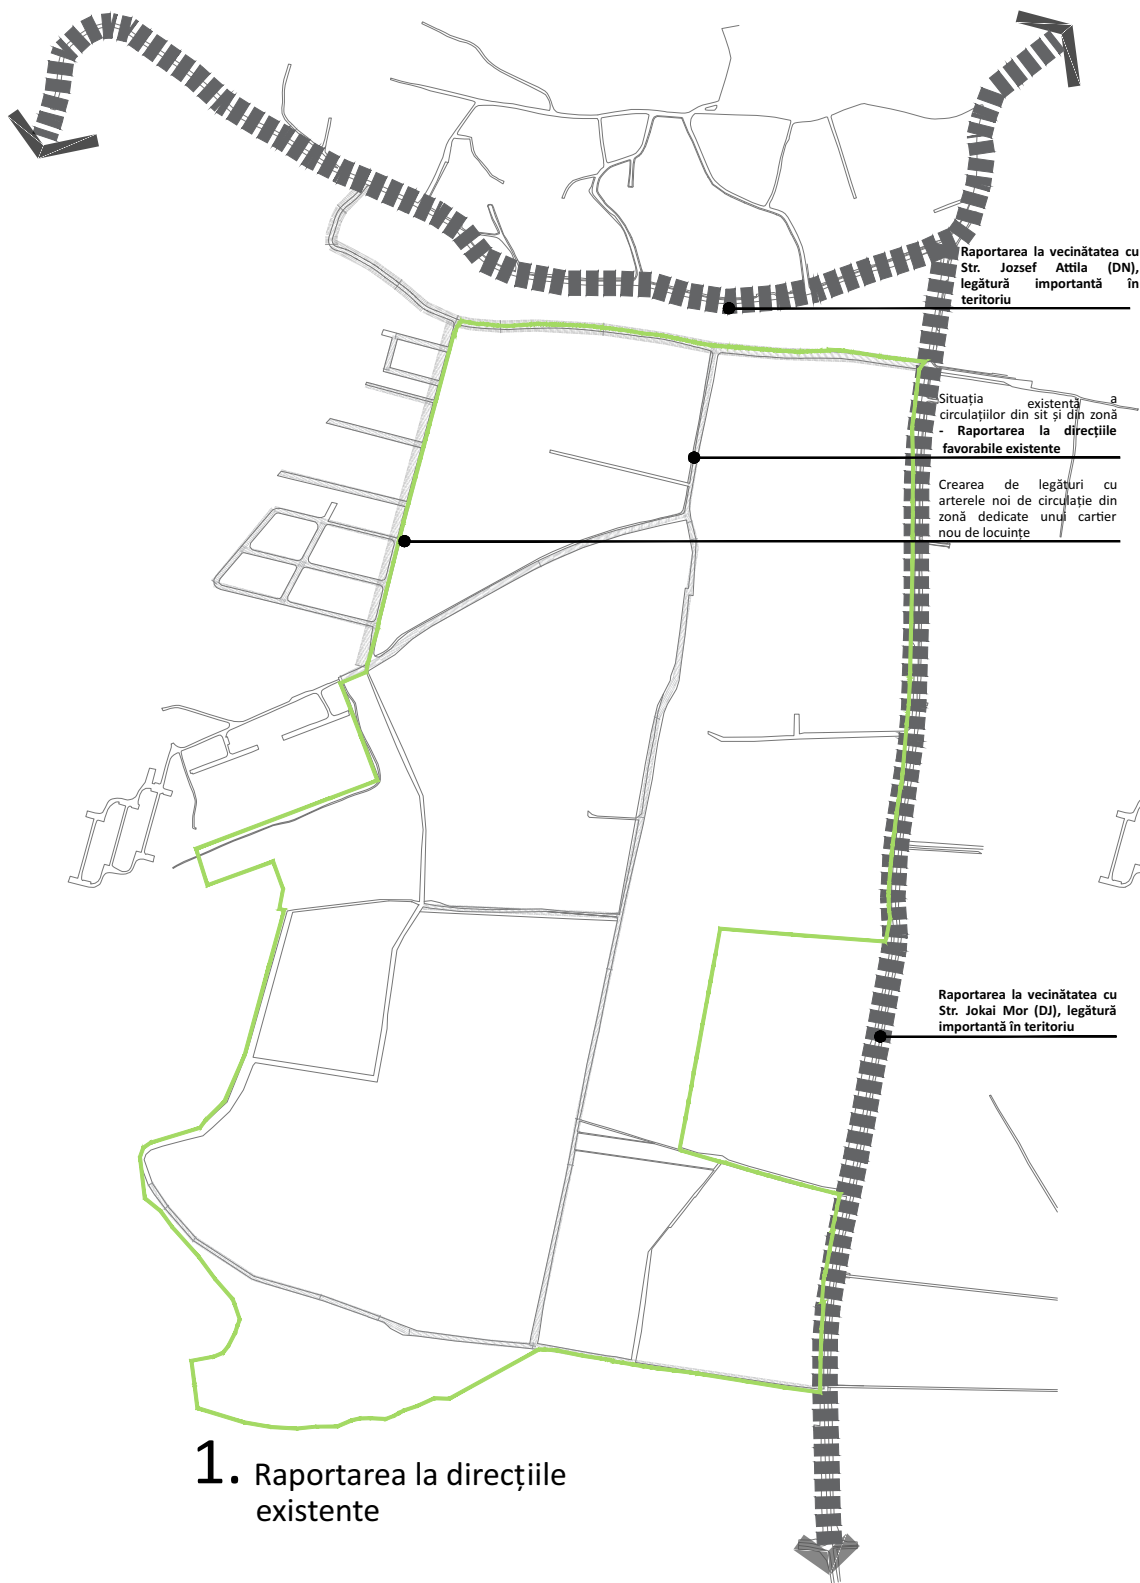 Raportarea la vecinătatea cu
Str. Jozsef Attila (DN),
legătură importantă în
teritoriu
Situația existentă a
circulațiilor din sit și din zonă
- Raportarea la direcțiile
favorabile existente
Crearea de legături cu
arterele noi de circulație din
zonă dedicate unui cartier
nou de locuințe
Raportarea la vecinătatea cu
Str. Jokai Mor (DJ), legătură
importantă în teritoriu
1. Raportarea la direcțiile
existente